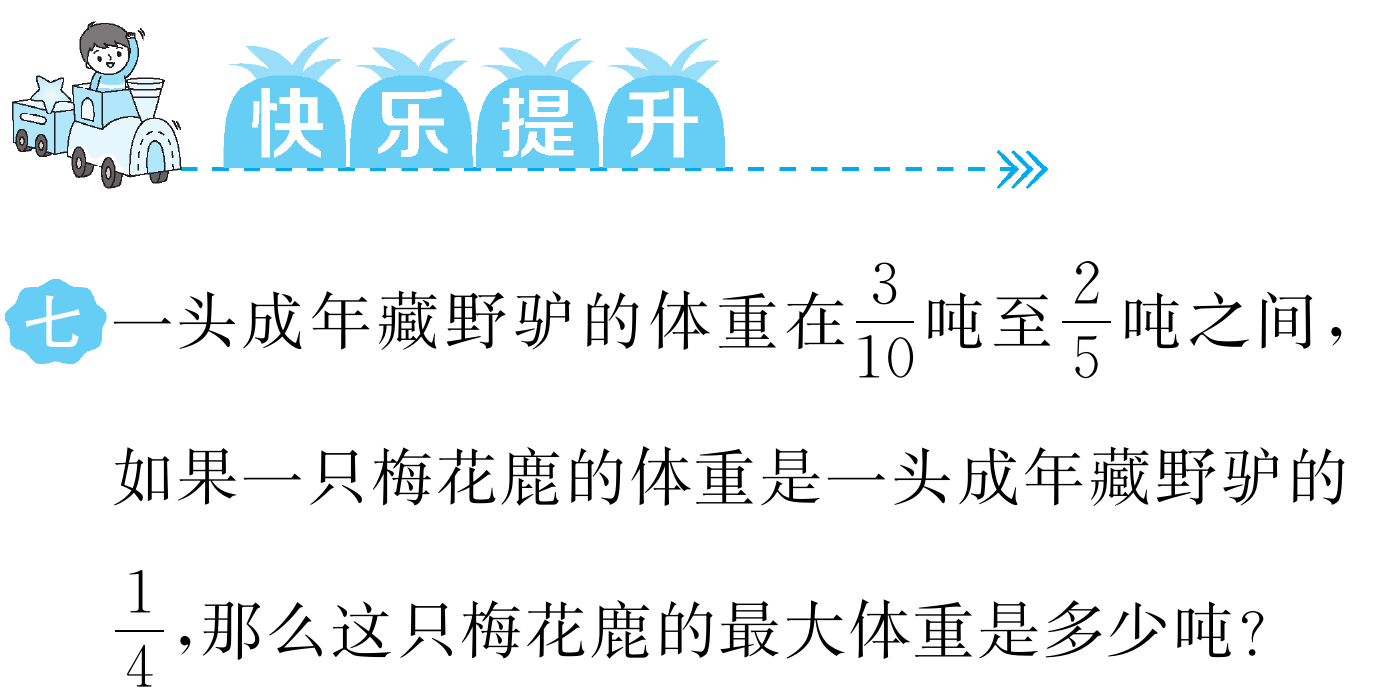 快乐提升
七 一头成年藏野驴的体重在3/10吨至2/5吨之间，
如果一只梅花鹿的体重是一头成年藏野驴的
1/4，那么这只梅花鹿的最大体重是多少吨？